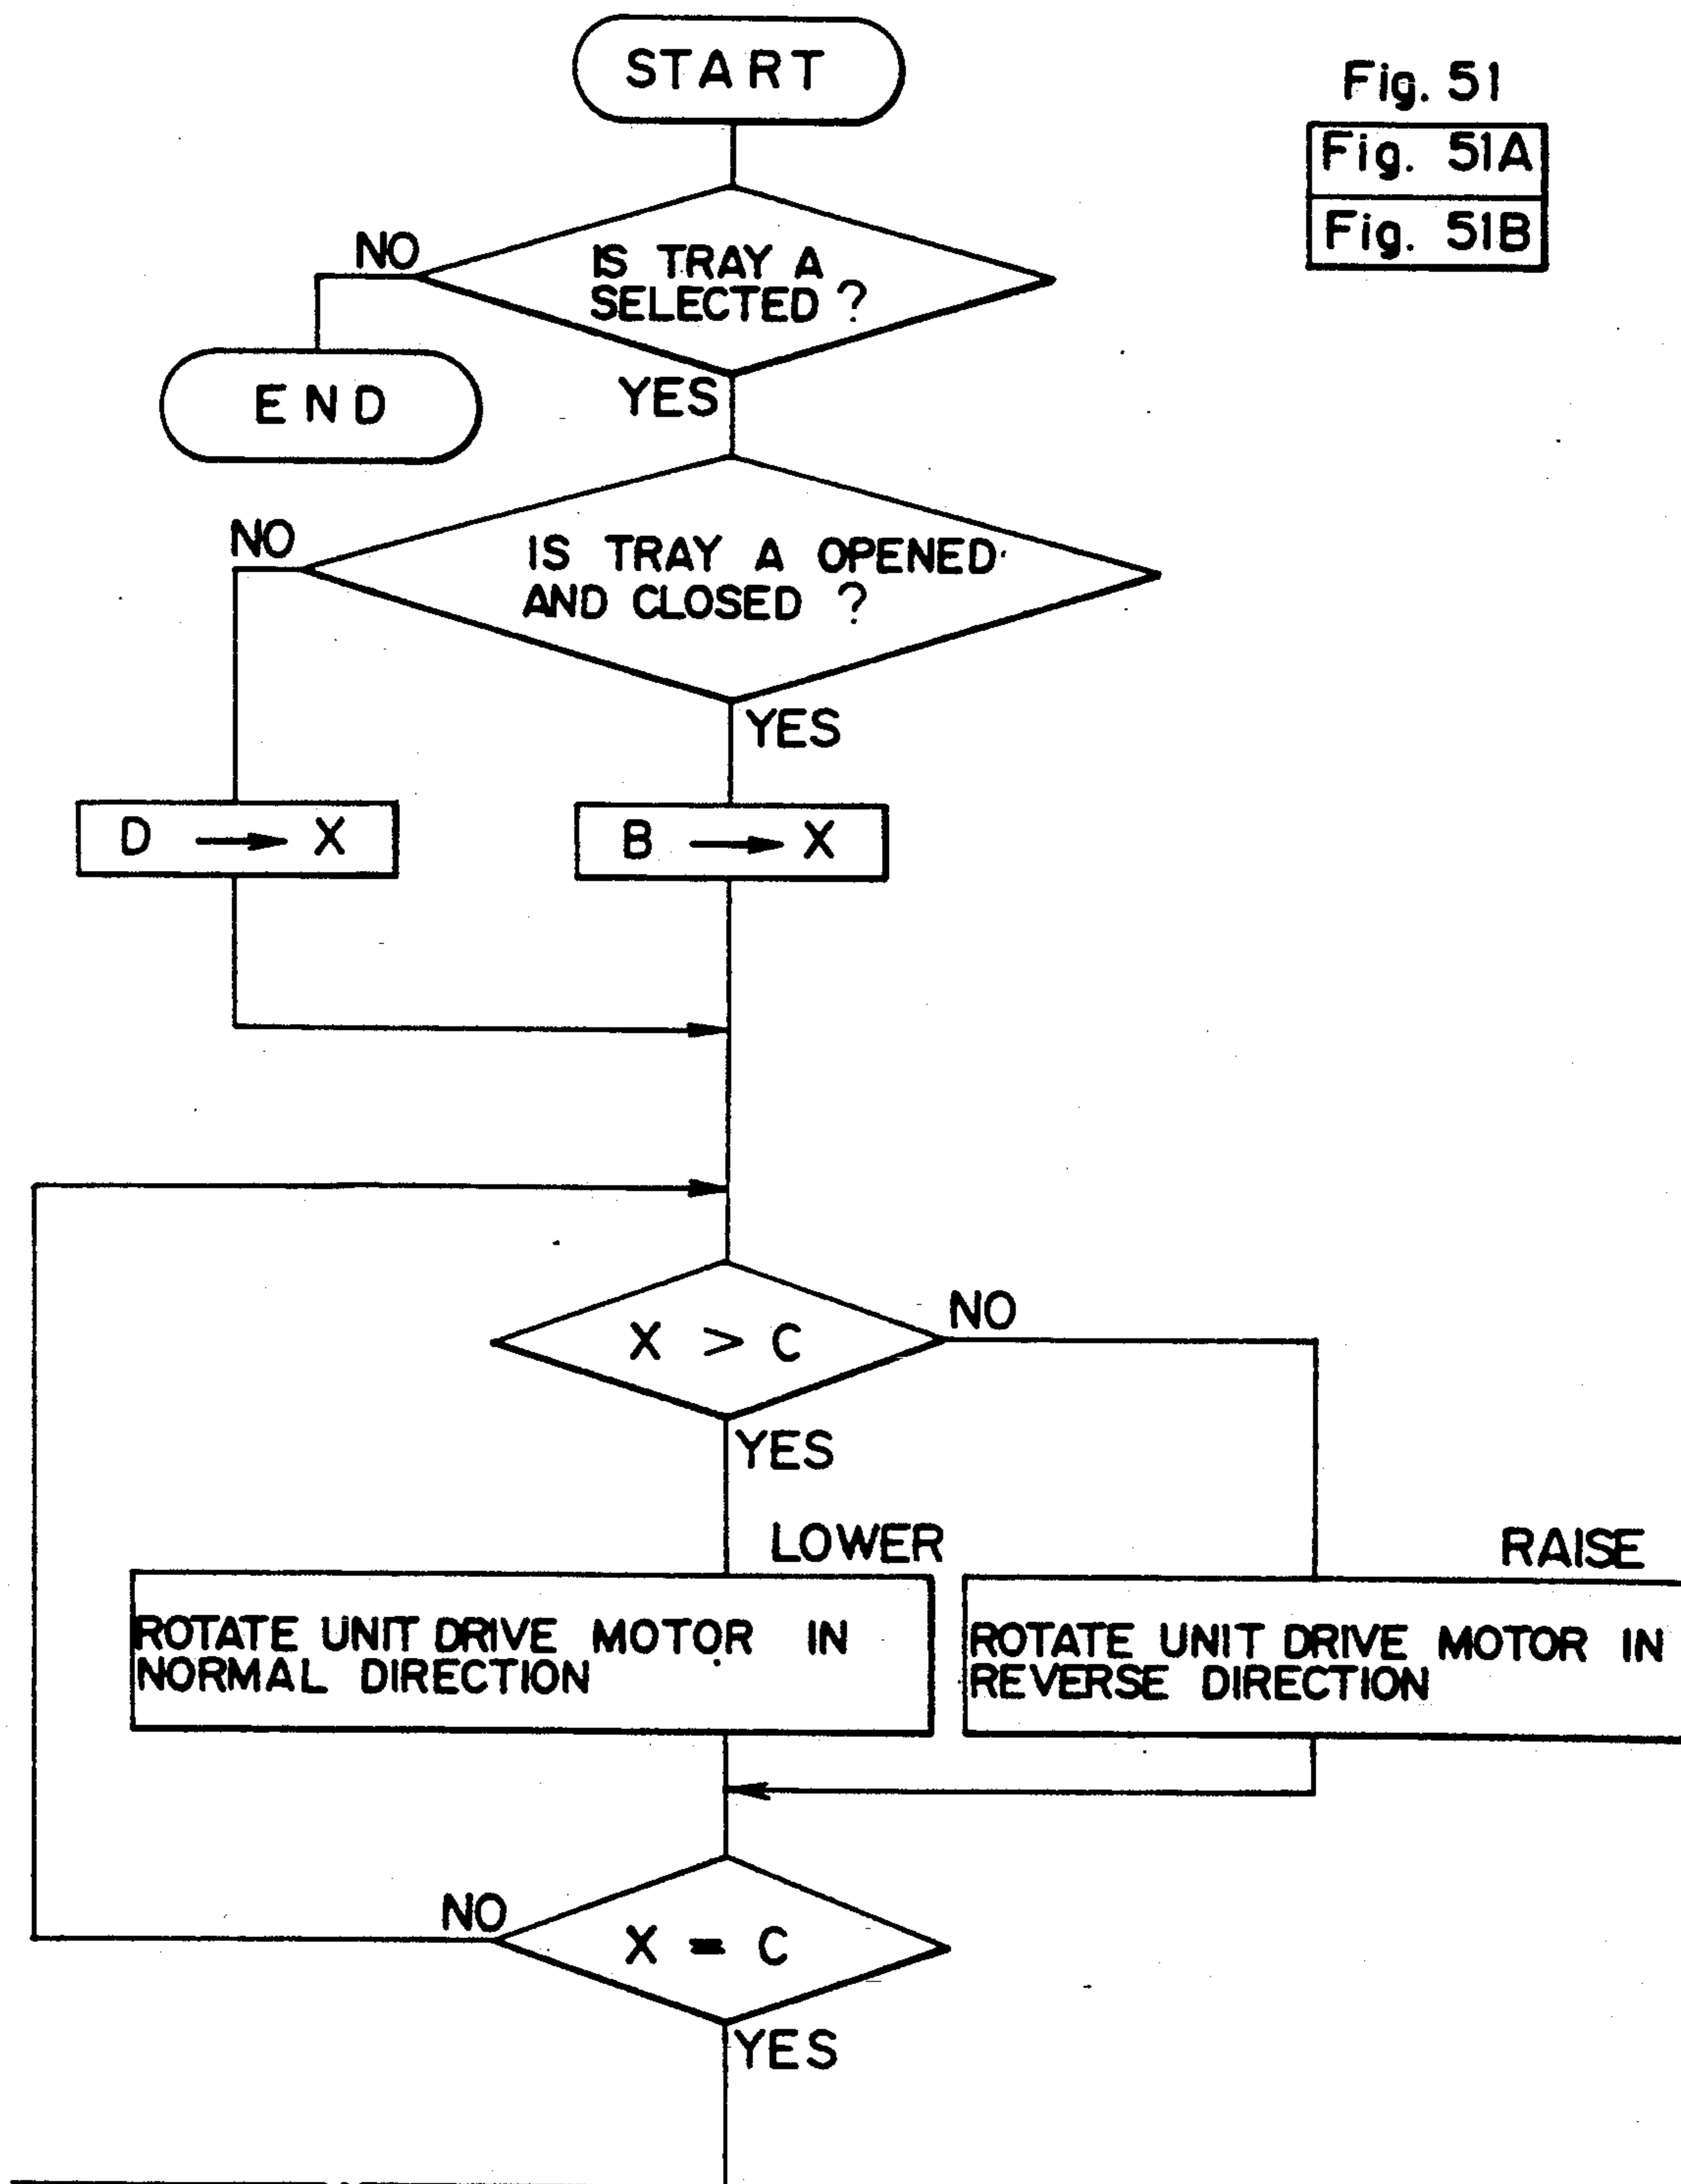 START
Fig. 51
Fig. 51A
Fig. 51B
NO
IS TRAY A
SELECTED ?
END
YES
NO
IS TRAY A OPENED
AND CLOSED ?
YES
D → X
B → X
X > C
NO
YES
LOWER
RAISE
ROTATE UNIT DRIVE MOTOR IN
NORMAL DIRECTION
ROTATE UNIT DRIVE MOTOR IN
REVERSE DIRECTION
NO
X = C
YES